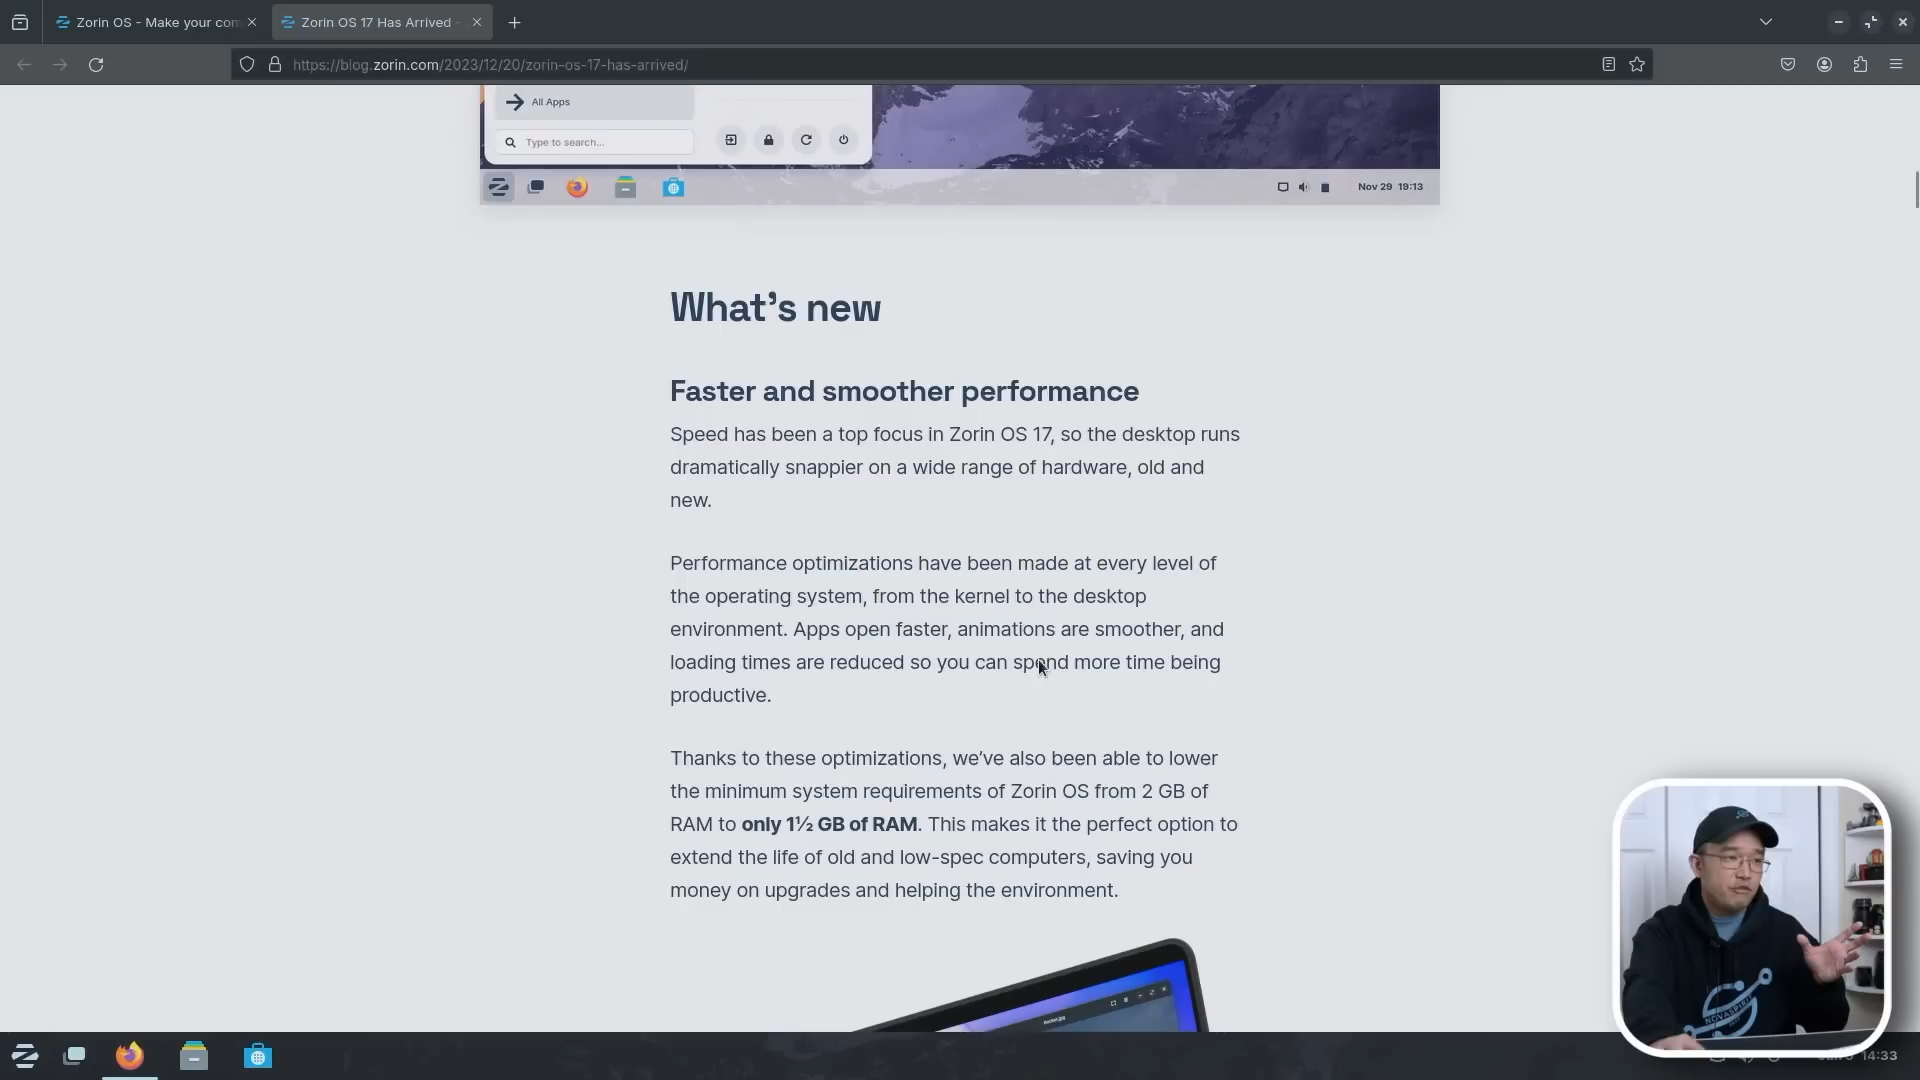 Zorin OS - Make your com
Zorin OS 17 Has Arrived -
https://blog.zorin.com/2023/12/20/zorin-os-17-has-arrived/
All Apps
Type to search...
Nov 29 19:13
What's new
Faster and smoother performance
Speed has been a top focus in Zorin OS 17, so the desktop runs
dramatically snappier on a wide range of hardware, old and
new.
Performance optimizations have been made at every level of
the operating system, from the kernel to the desktop
environment. Apps open faster, animations are smoother, and
loading times are reduced so you can spend more time being
productive.
Thanks to these optimizations, we've also been able to lower
the minimum system requirements of Zorin OS from 2 GB of
RAM to only 1½ GB of RAM. This makes it the perfect option to
extend the life of old and low-spec computers, saving you
money on upgrades and helping the environment.
14:33